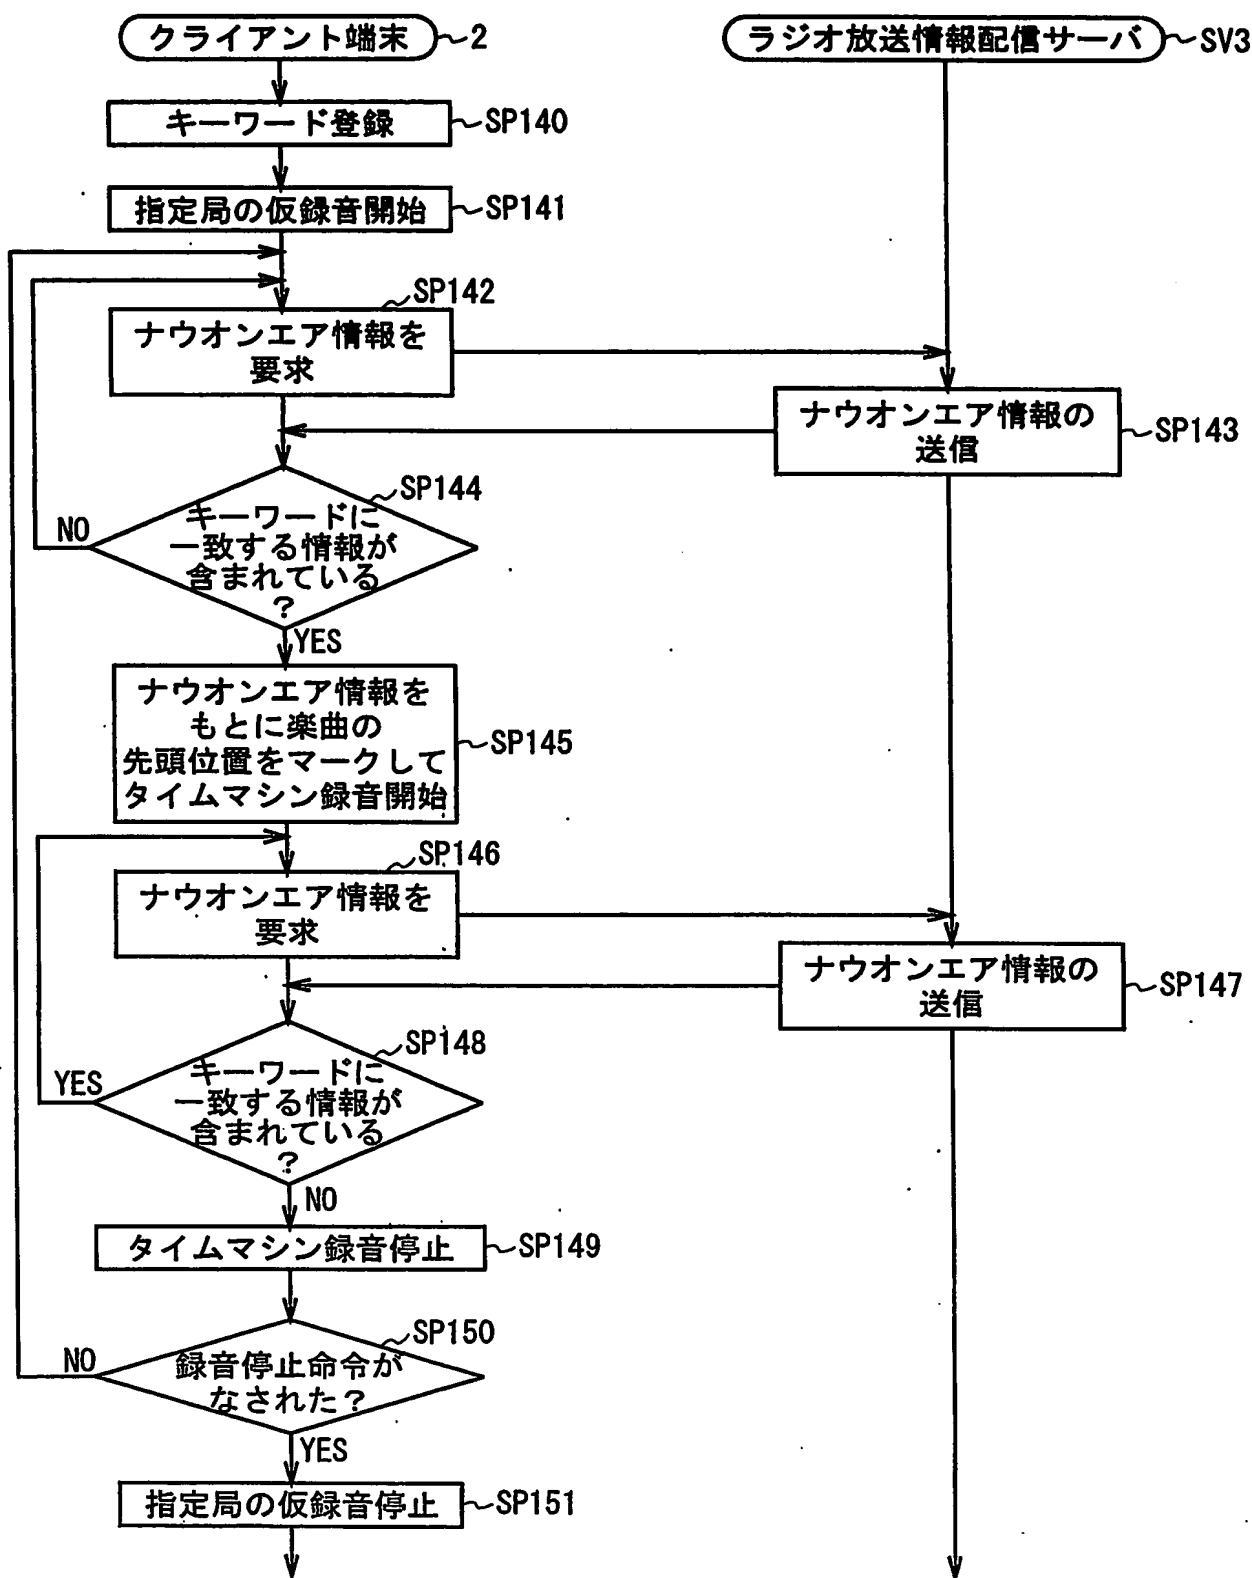 クライアント端末 2
ラジオ放送情報配信サーバ SV3
キーワード登録 SP140
指定局の仮録音開始 SP141
SP142
ナウオンエア情報を
要求
ナウオンエア情報の
送信
SP143
SP144
キーワードに
一致する情報が
含まれている
?
NO
YES
ナウオンエア情報を
もとに楽曲の
先頭位置をマークして
タイムマシン録音開始
SP145
SP146
ナウオンエア情報を
要求
ナウオンエア情報の
送信
SP147
SP148
キーワードに
一致する情報が
含まれている
?
YES
NO
タイムマシン録音停止 SP149
SP150
録音停止命令が
なされた?
NO
YES
指定局の仮録音停止 SP151